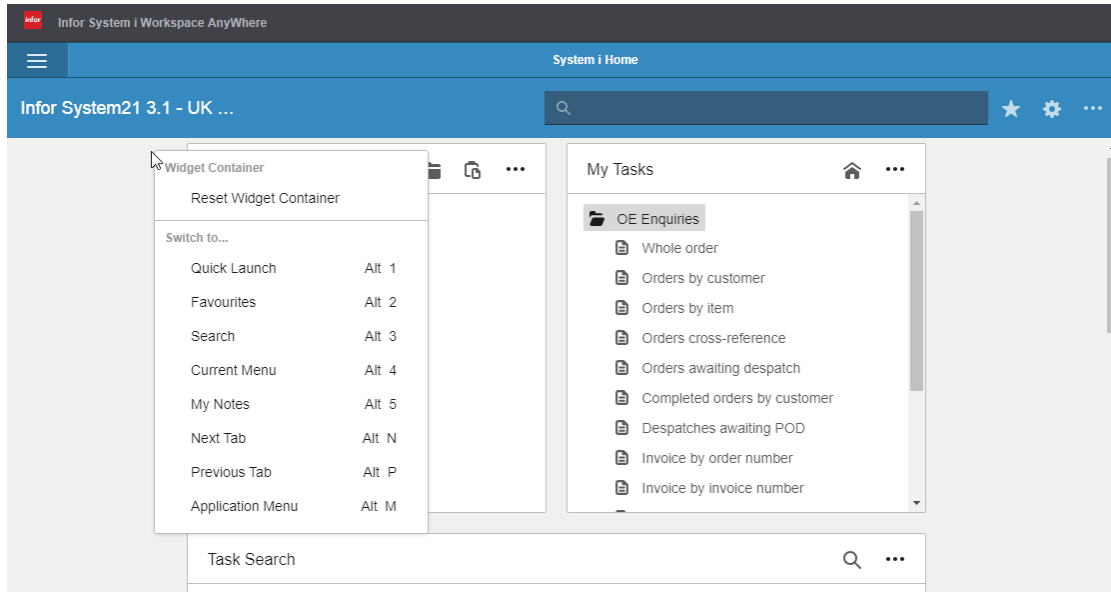 infor Infor System i Workspace AnyWhere
System i Home
Infor System21 3.1 - UK ...
Widget Container
Reset Widget Container
Switch to...
Quick Launch Alt 1
Favourites Alt 2
Search Alt 3
Current Menu Alt 4
My Notes Alt 5
Next Tab Alt N
Previous Tab Alt P
Application Menu Alt M
My Tasks
OE Enquiries
Whole order
Orders by customer
Orders by item
Orders cross-reference
Orders awaiting despatch
Completed orders by customer
Despatches awaiting POD
Invoice by order number
Invoice by invoice number
Task Search